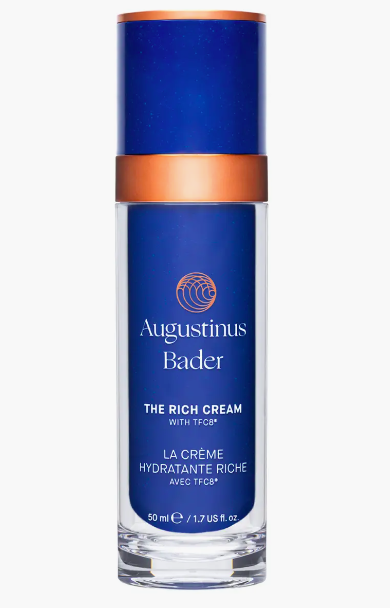 Augustinus
Bader
THE RICH CREAM
WITH TFC8®
LA CRÈME
HYDRATANTE RICHE
AVEC TFC8®
50 ml ℮ / 1.7 US fl. oz.